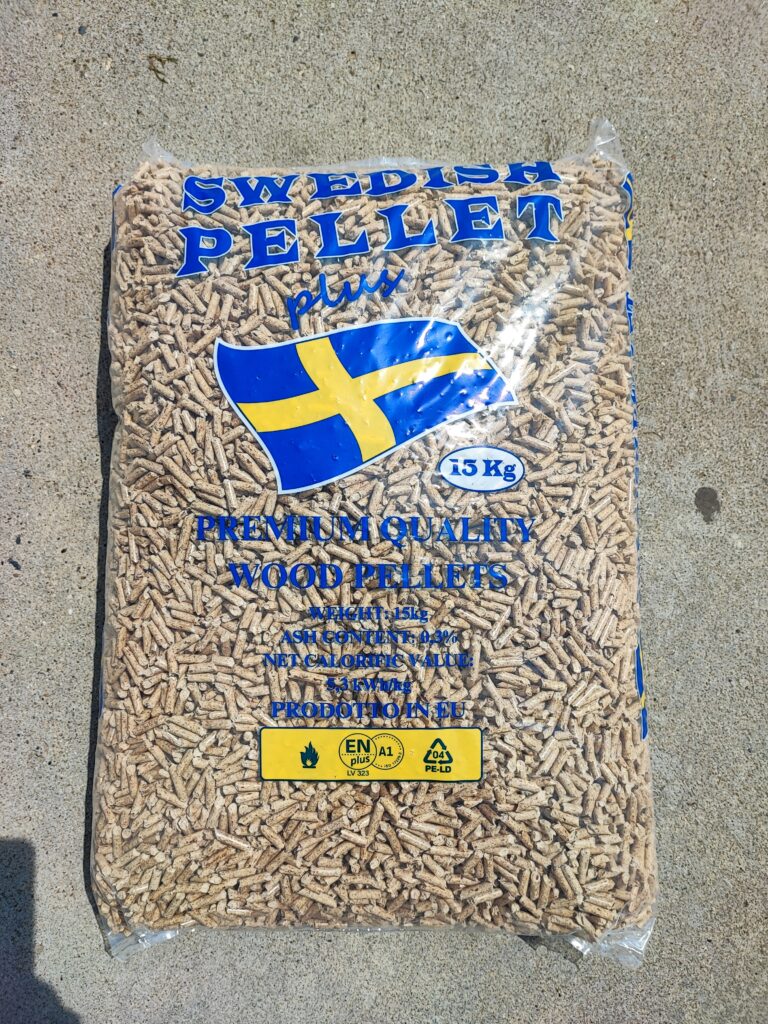 SWEDISH
PELLET
plus
15 Kg
PREMIUM QUALITY
WOOD PELLETS
WEIGHT: 15kg
ASH CONTENT: 0,3%
NET CALORIFIC VALUE:
5,3 kWh/kg
PRODOTTO IN EU
EN plus A1
LV 323
04
PE-LD